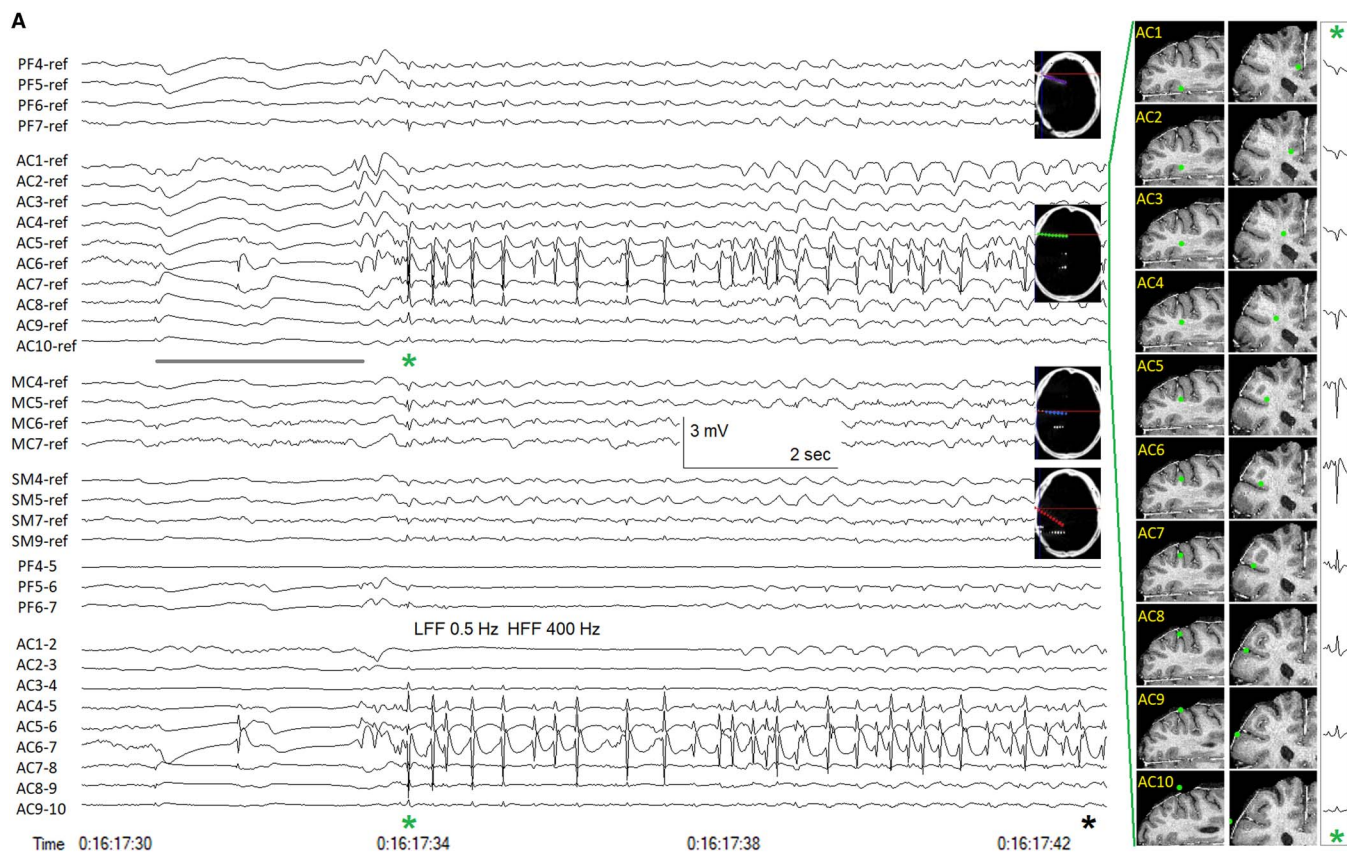 A
PF4-ref
PF5-ref
PF6-ref
PF7-ref
AC1-ref
AC2-ref
AC3-ref
AC4-ref
AC5-ref
AC6-ref
AC7-ref
AC8-ref
AC9-ref
AC10-ref
*
MC4-ref
MC5-ref
MC6-ref
MC7-ref
3 mV
2 sec
SM4-ref
SM5-ref
SM7-ref
SM9-ref
PF4-5
PF5-6
PF6-7
LFF 0.5 Hz HFF 400 Hz
AC1-2
AC2-3
AC3-4
AC4-5
AC5-6
AC6-7
AC7-8
AC8-9
AC9-10
* *
Time 0:16:17:30 0:16:17:34 0:16:17:38 0:16:17:42
AC1 *
AC2
AC3
AC4
AC5
AC6
AC7
AC8
AC9
AC10
*